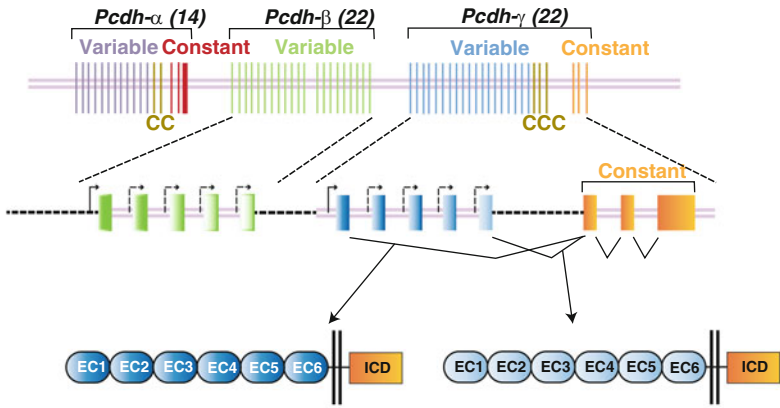 Pcdh-α (14) Pcdh-β (22) Pcdh-γ (22)
Variable Constant Variable Variable Constant
CC CCC
Constant
EC1 EC2 EC3 EC4 EC5 EC6 ICD EC1 EC2 EC3 EC4 EC5 EC6 ICD